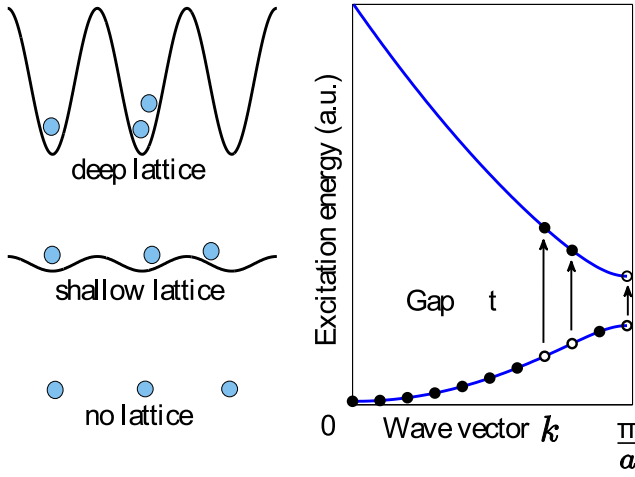 deep lattice
shallow lattice
no lattice
Excitation energy (a.u.)
Gap t
0
Wave vector k
π
a